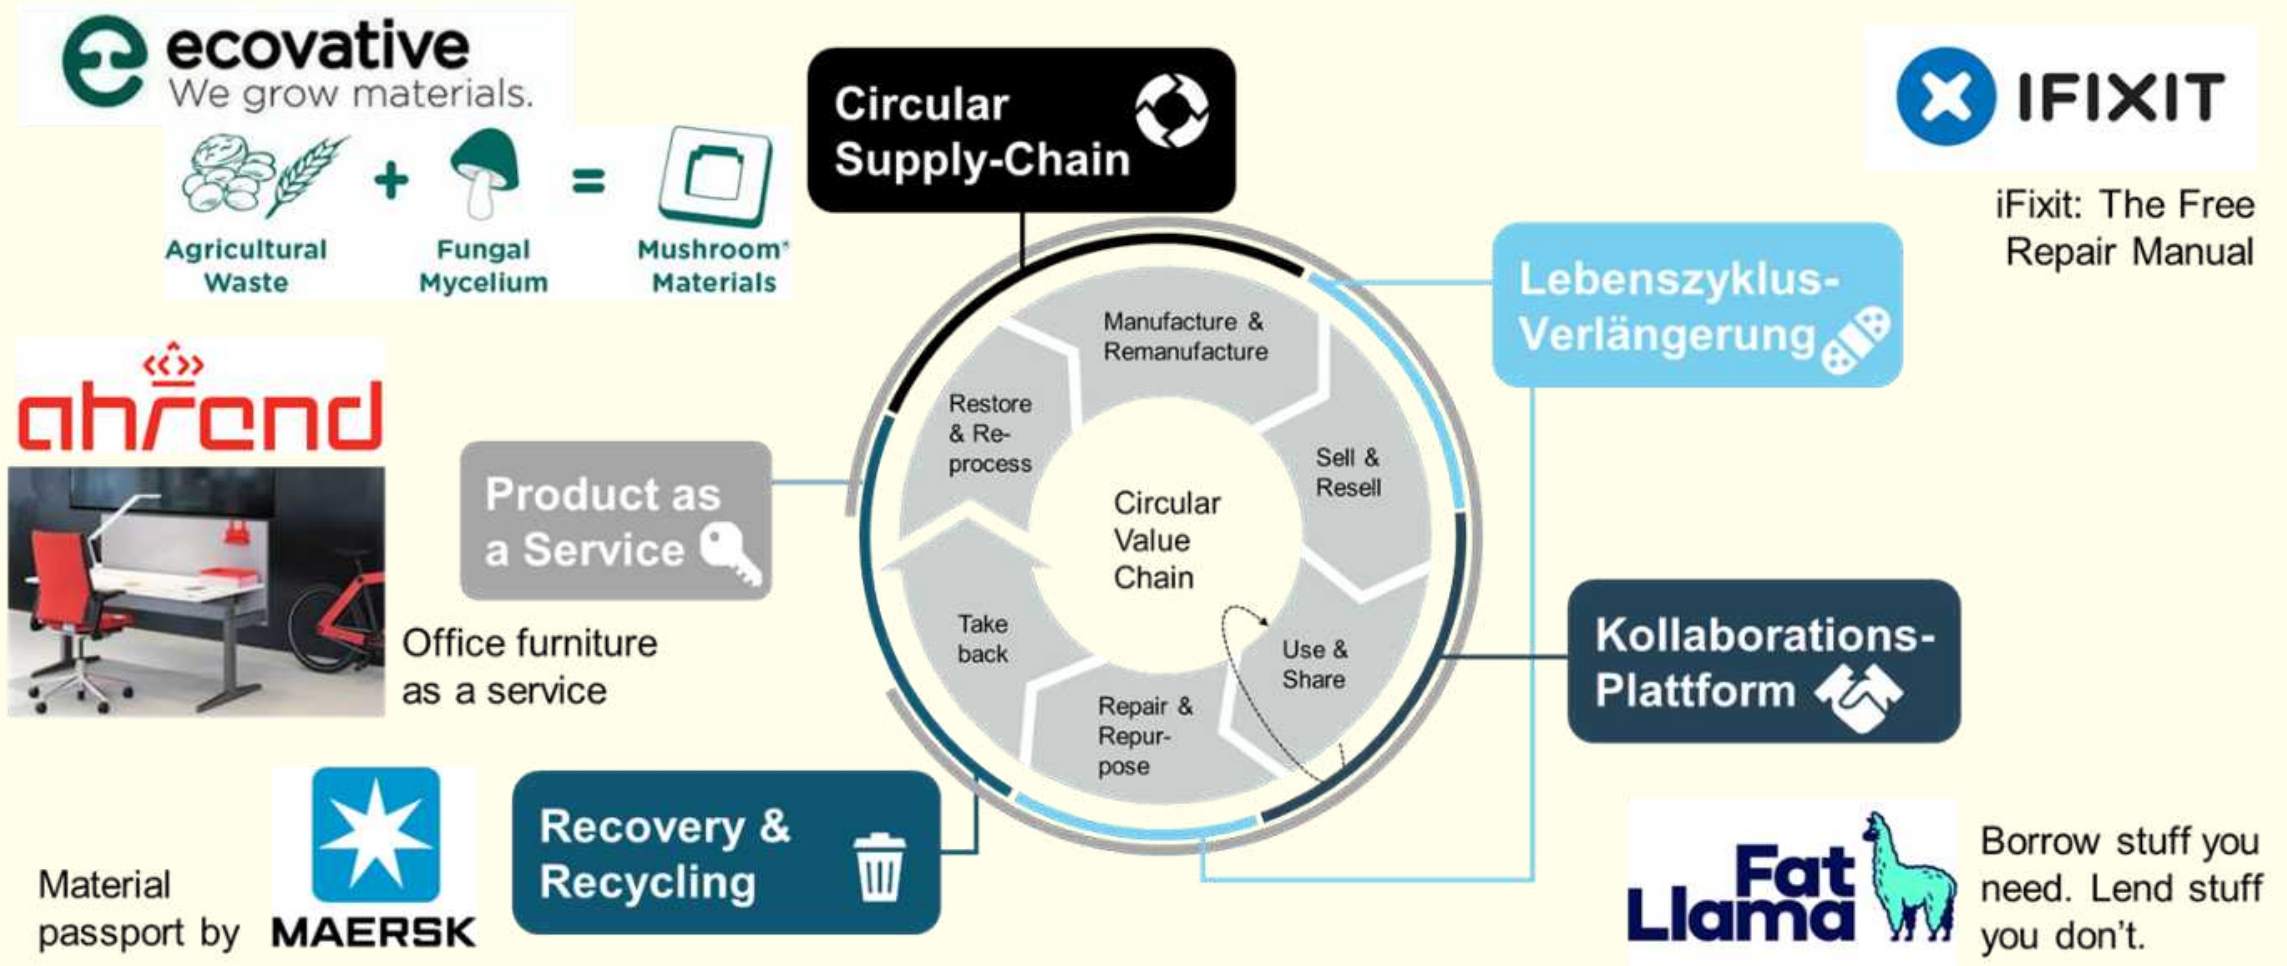 ecovative
We grow materials.
Agricultural
Waste
+
Fungal
Mycelium
=
Mushroom®
Materials
Circular
Supply-Chain
IFIXIT
iFixit: The Free
Repair Manual
Lebenszyklus-
Verlängerung
ahrend
Product as
a Service
Office furniture
as a service
Manufacture &
Remanufacture
Restore
& Re-
process
Sell &
Resell
Circular
Value
Chain
Use &
Share
Take
back
Repair &
Repur-
pose
Kollaborations-
Plattform
Material
passport by
MAERSK
Recovery &
Recycling
Fat
Llama
Borrow stuff you
need. Lend stuff
you don't.